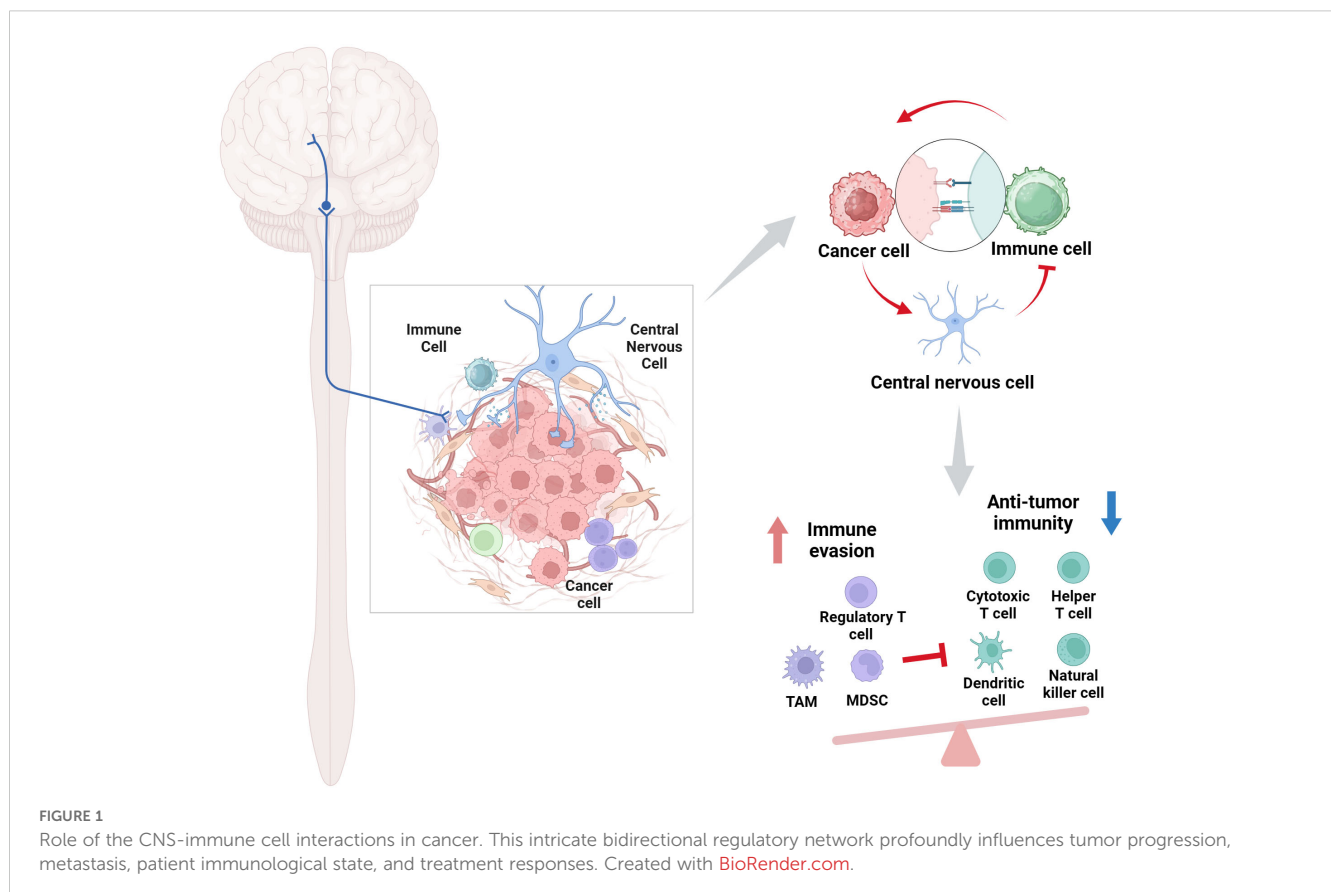 Immune
Cell
Central
Nervous
Cell
Cancer
cell
Cancer cell
Immune cell
Central nervous cell
Immune
evasion
Anti-tumor
immunity
Regulatory T
cell
TAM
MDSC
Cytotoxic
T cell
Helper
T cell
Dendritic
cell
Natural
killer cell
FIGURE 1
Role of the CNS-immune cell interactions in cancer. This intricate bidirectional regulatory network profoundly influences tumor progression,
metastasis, patient immunological state, and treatment responses. Created with BioRender.com.